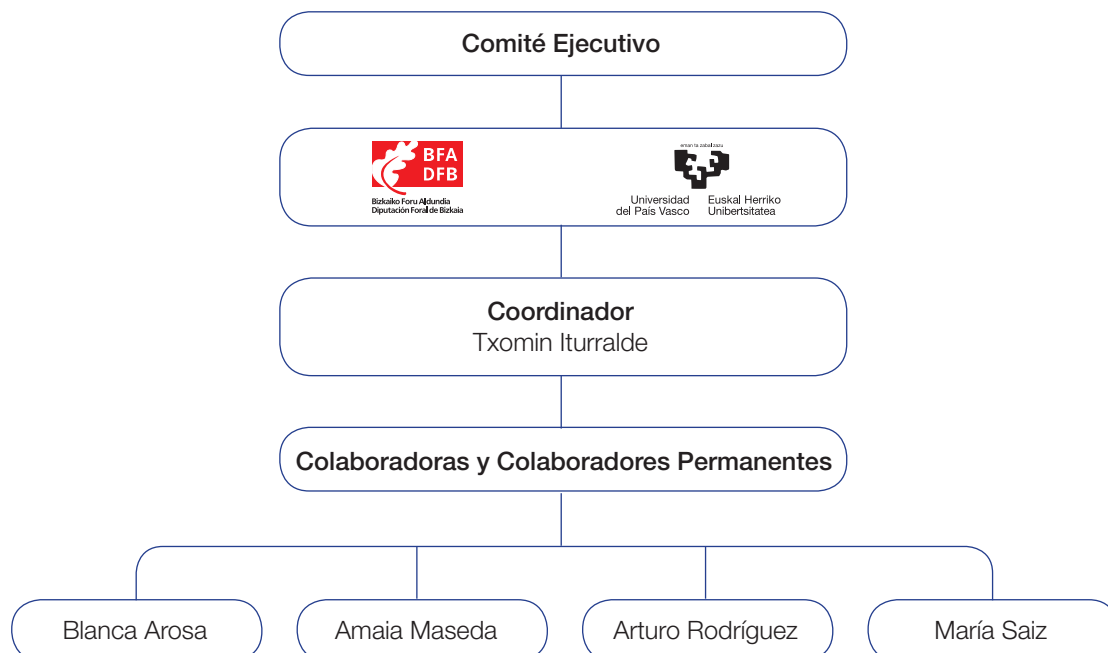 Comité Ejecutivo
BFA
DFB
Bizkaiko Foru Aldundia
Diputación Foral de Bizkaia
eman ta zabal zazu
Universidad
del País Vasco
Euskal Herriko
Unibertsitatea
Coordinador
Txomin Iturralde
Colaboradoras y Colaboradores Permanentes
Blanca Arosa
Amaia Maseda
Arturo Rodríguez
María Saiz